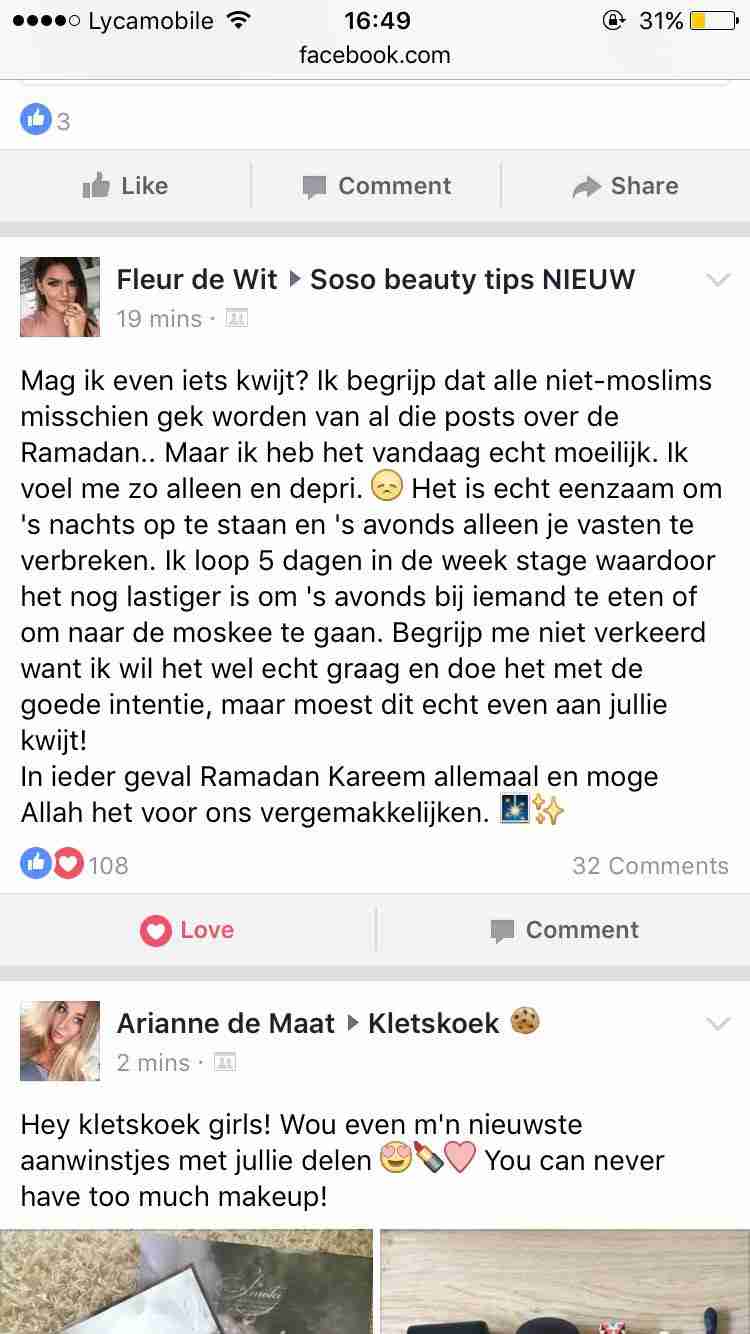 Lycamobile 16:49 31%
facebook.com
3
Like Comment Share
Fleur de Wit Soso beauty tips NIEUW
19 mins ·
Mag ik even iets kwijt? Ik begrijp dat alle niet-moslims
misschien gek worden van al die posts over de
Ramadan.. Maar ik heb het vandaag echt moeilijk. Ik
voel me zo alleen en depri. 😞 Het is echt eenzaam om
's nachts op te staan en 's avonds alleen je vasten te
verbreken. Ik loop 5 dagen in de week stage waardoor
het nog lastiger is om 's avonds bij iemand te eten of
om naar de moskee te gaan. Begrijp me niet verkeerd
want ik wil het wel echt graag en doe het met de
goede intentie, maar moest dit echt even aan jullie
kwijt!
In ieder geval Ramadan Kareem allemaal en moge
Allah het voor ons vergemakkelijken. 🎇✨
108 32 Comments
Love Comment
Arianne de Maat Kletskoek 🍪
2 mins ·
Hey kletskoek girls! Wou even m'n nieuwste
aanwinstjes met jullie delen 😍💄❤️ You can never
have too much makeup!